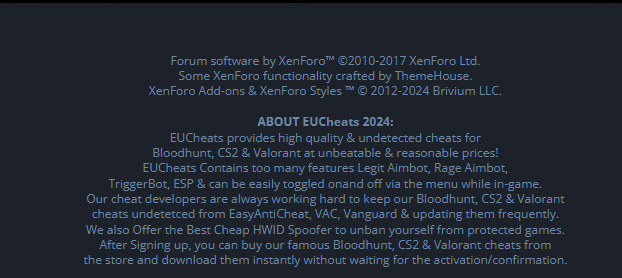 Forum software by XenForo™ ©2010-2017 XenForo Ltd.
Some XenForo functionality crafted by ThemeHouse.
XenForo Add-ons & XenForo Styles ™ © 2012-2024 Brivium LLC.
ABOUT EUCheats 2024:
EUCheats provides high quality & undetected cheats for
Bloodhunt, CS2 & Valorant at unbeatable & reasonable prices!
EUCheats Contains too many features Legit Aimbot, Rage Aimbot,
TriggerBot, ESP & can be easily toggled onand off via the menu while in-game.
Our cheat developers are always working hard to keep our Bloodhunt, CS2 & Valorant
cheats undetetced from EasyAntiCheat, VAC, Vanguard & updating them frequently.
We also Offer the Best Cheap HWID Spoofer to unban yourself from protected games.
After Signing up, you can buy our famous Bloodhunt, CS2 & Valorant cheats from
the store and download them instantly without waiting for the activation/confirmation.